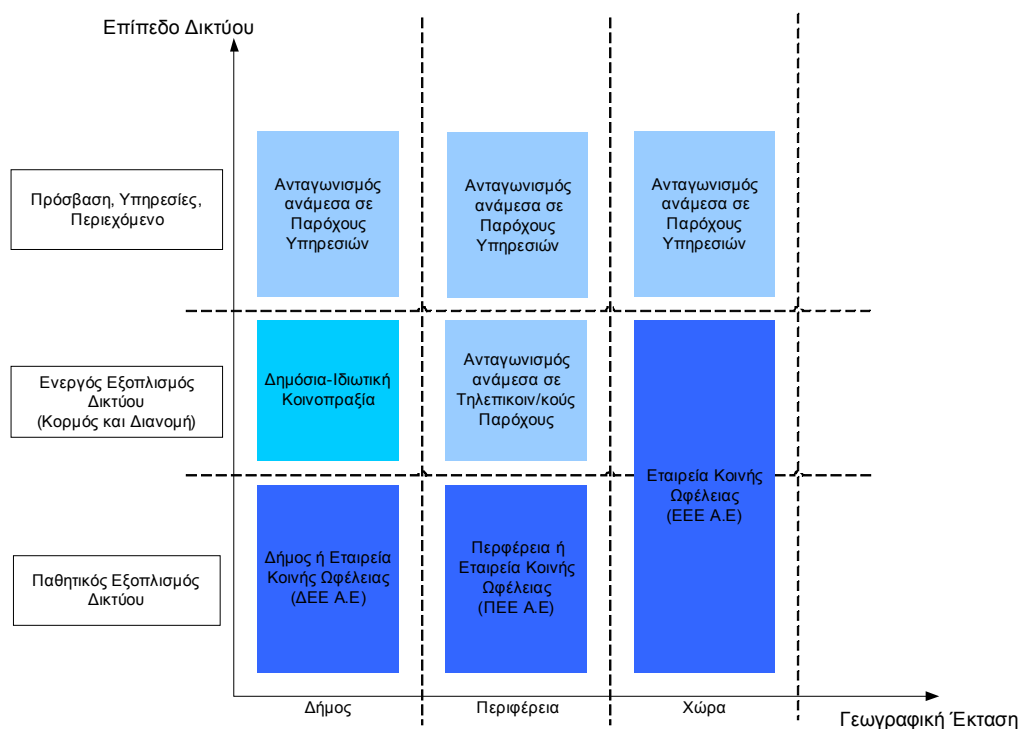 Επίπεδο Δικτύου
Πρόσβαση, Υπηρεσίες,
Περιεχόμενο
Ανταγωνισμός
ανάμεσα σε
Παρόχους
Υπηρεσιών
Ανταγωνισμός
ανάμεσα σε
Παρόχους
Υπηρεσιών
Ανταγωνισμός
ανάμεσα σε
Παρόχους
Υπηρεσιών
Ενεργός Εξοπλισμός
Δικτύου
(Κορμός και Διανομή)
Δημόσια-Ιδιωτική
Κοινοπραξία
Ανταγωνισμός
ανάμεσα σε
Τηλεπικοιν/κούς
Παρόχους
Εταιρεία Κοινής
Ωφέλειας
(ΕΕΕ Α.Ε)
Παθητικός Εξοπλισμός
Δικτύου
Δήμος ή Εταιρεία
Κοινής Ωφέλειας
(ΔΕΕ Α.Ε)
Περφέρεια ή
Εταιρεία Κοινής
Ωφέλειας
(ΠΕΕ Α.Ε)
Δήμος
Περιφέρεια
Χώρα
Γεωγραφική Έκταση